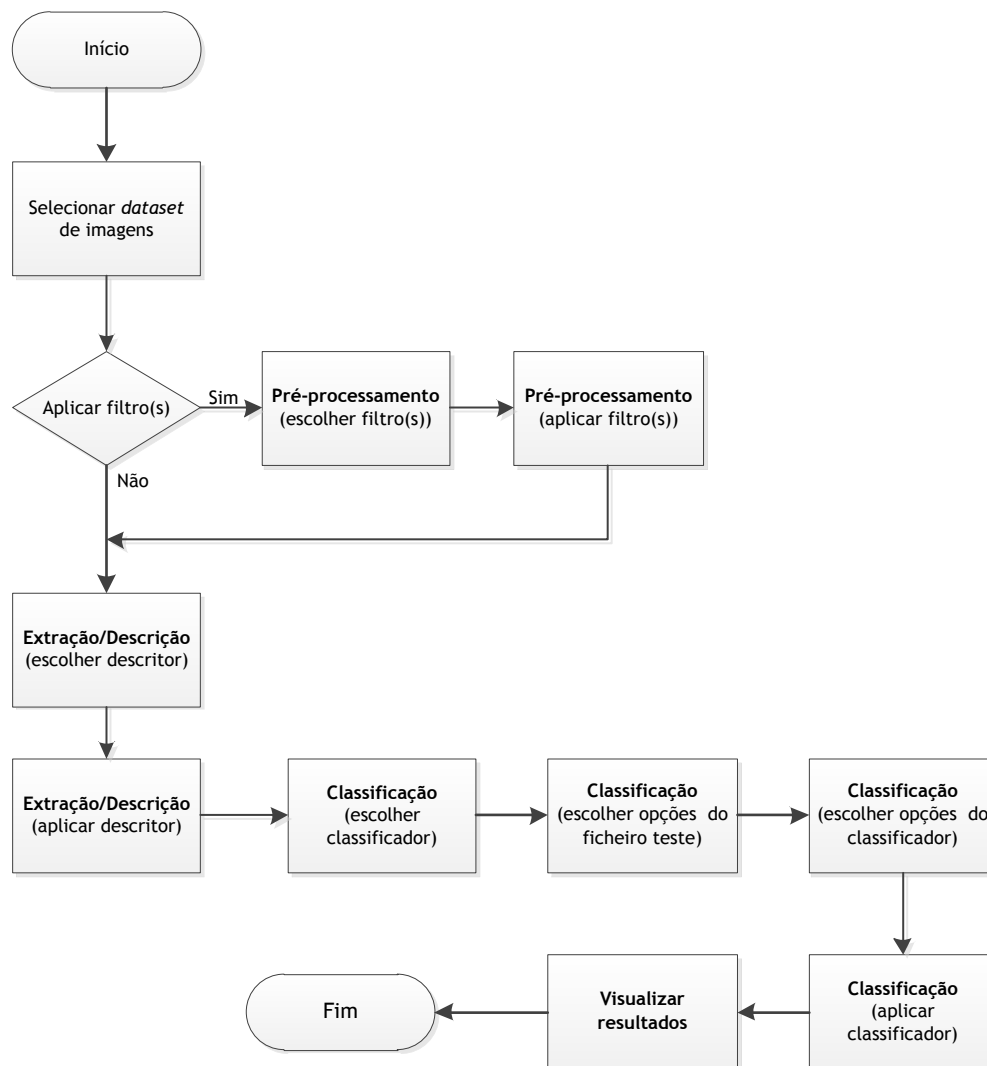 Início
Selecionar dataset
de imagens
Aplicar filtro(s)
Sim
Pré-processamento
(escolher filtro(s))
Pré-processamento
(aplicar filtro(s))
Não
Extração/Descrição
(escolher descritor)
Extração/Descrição
(aplicar descritor)
Classificação
(escolher
classificador)
Classificação
(escolher opções do
ficheiro teste)
Classificação
(escolher opções do
classificador)
Classificação
(aplicar
classificador)
Visualizar
resultados
Fim